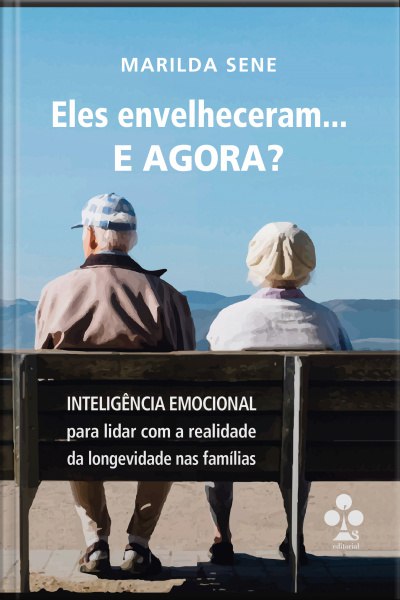 MARILDA SENE
Eles envelheceram...
E AGORA?
INTELIGÊNCIA EMOCIONAL
para lidar com a realidade
da longevidade nas famílias
S
editorial